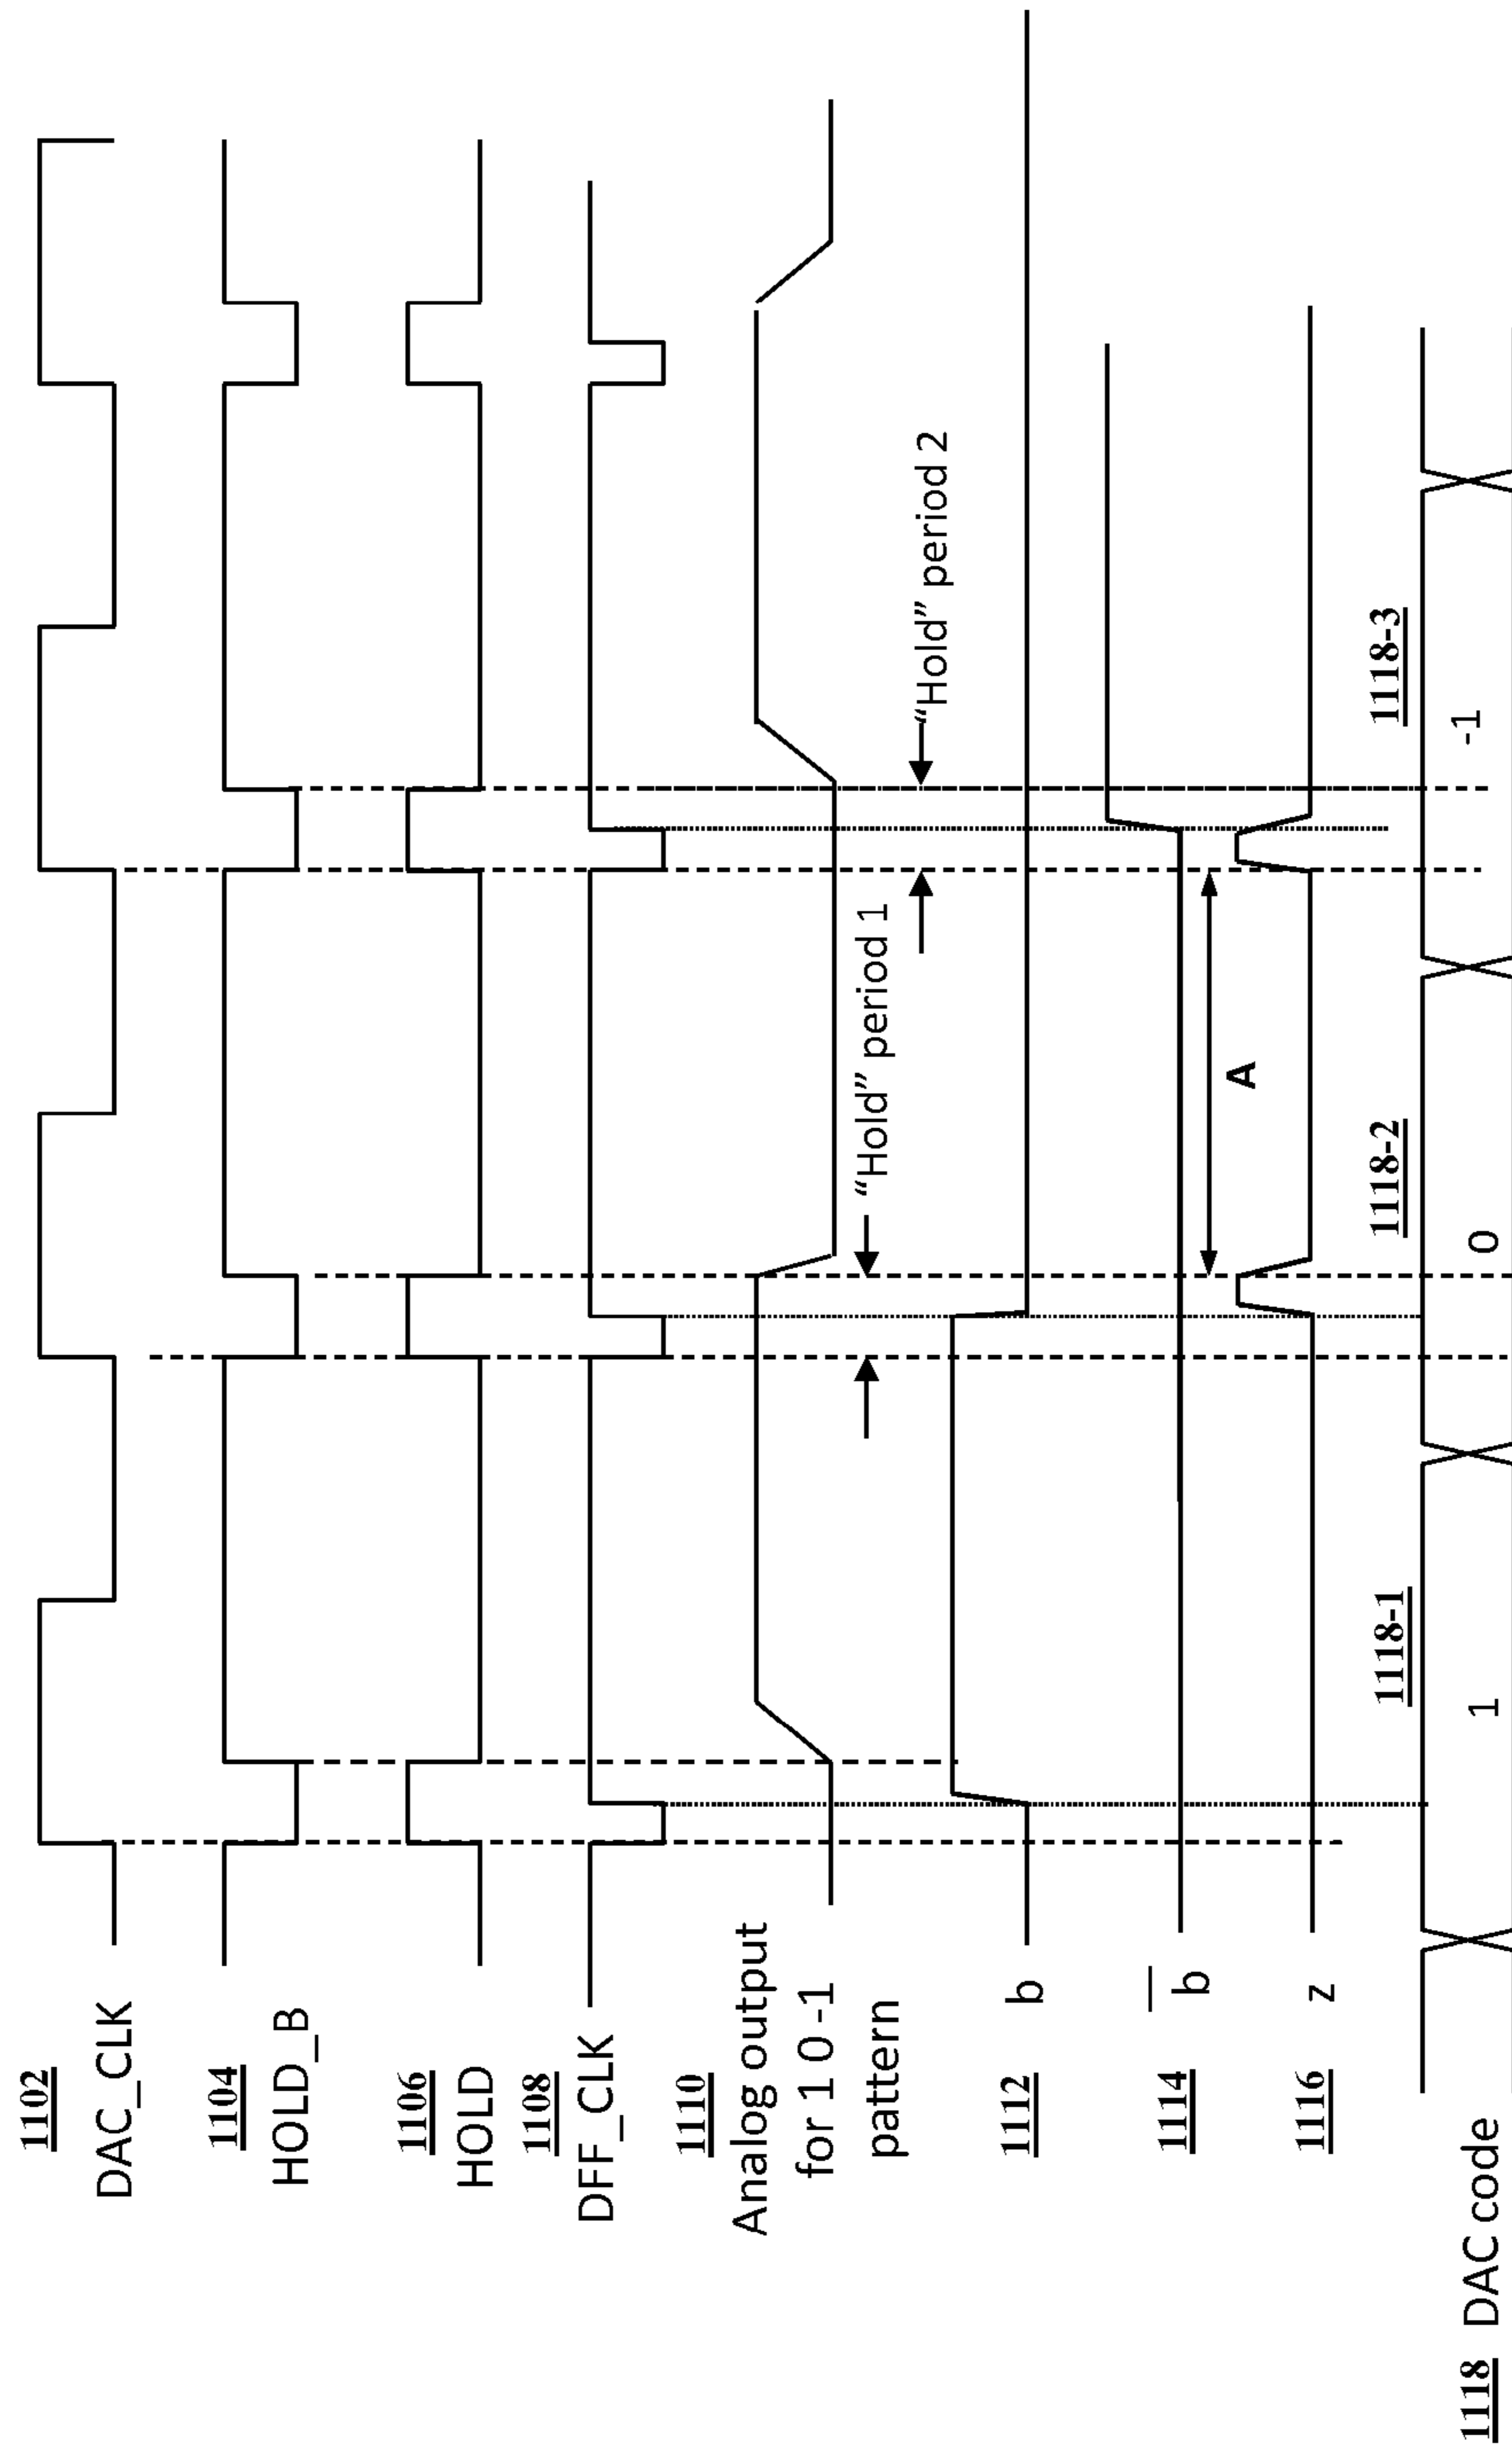 1102
DAC_CLK
1104
HOLD_B
1106
HOLD
1108
DFF_CLK
1110
Analog output
for 1 0 -1
pattern
"Hold" period 1
"Hold" period 2
1112
b
1114
b
A
1116
z
1118-1
1118-2
1118-3
1118 DAC code
1
0
-1